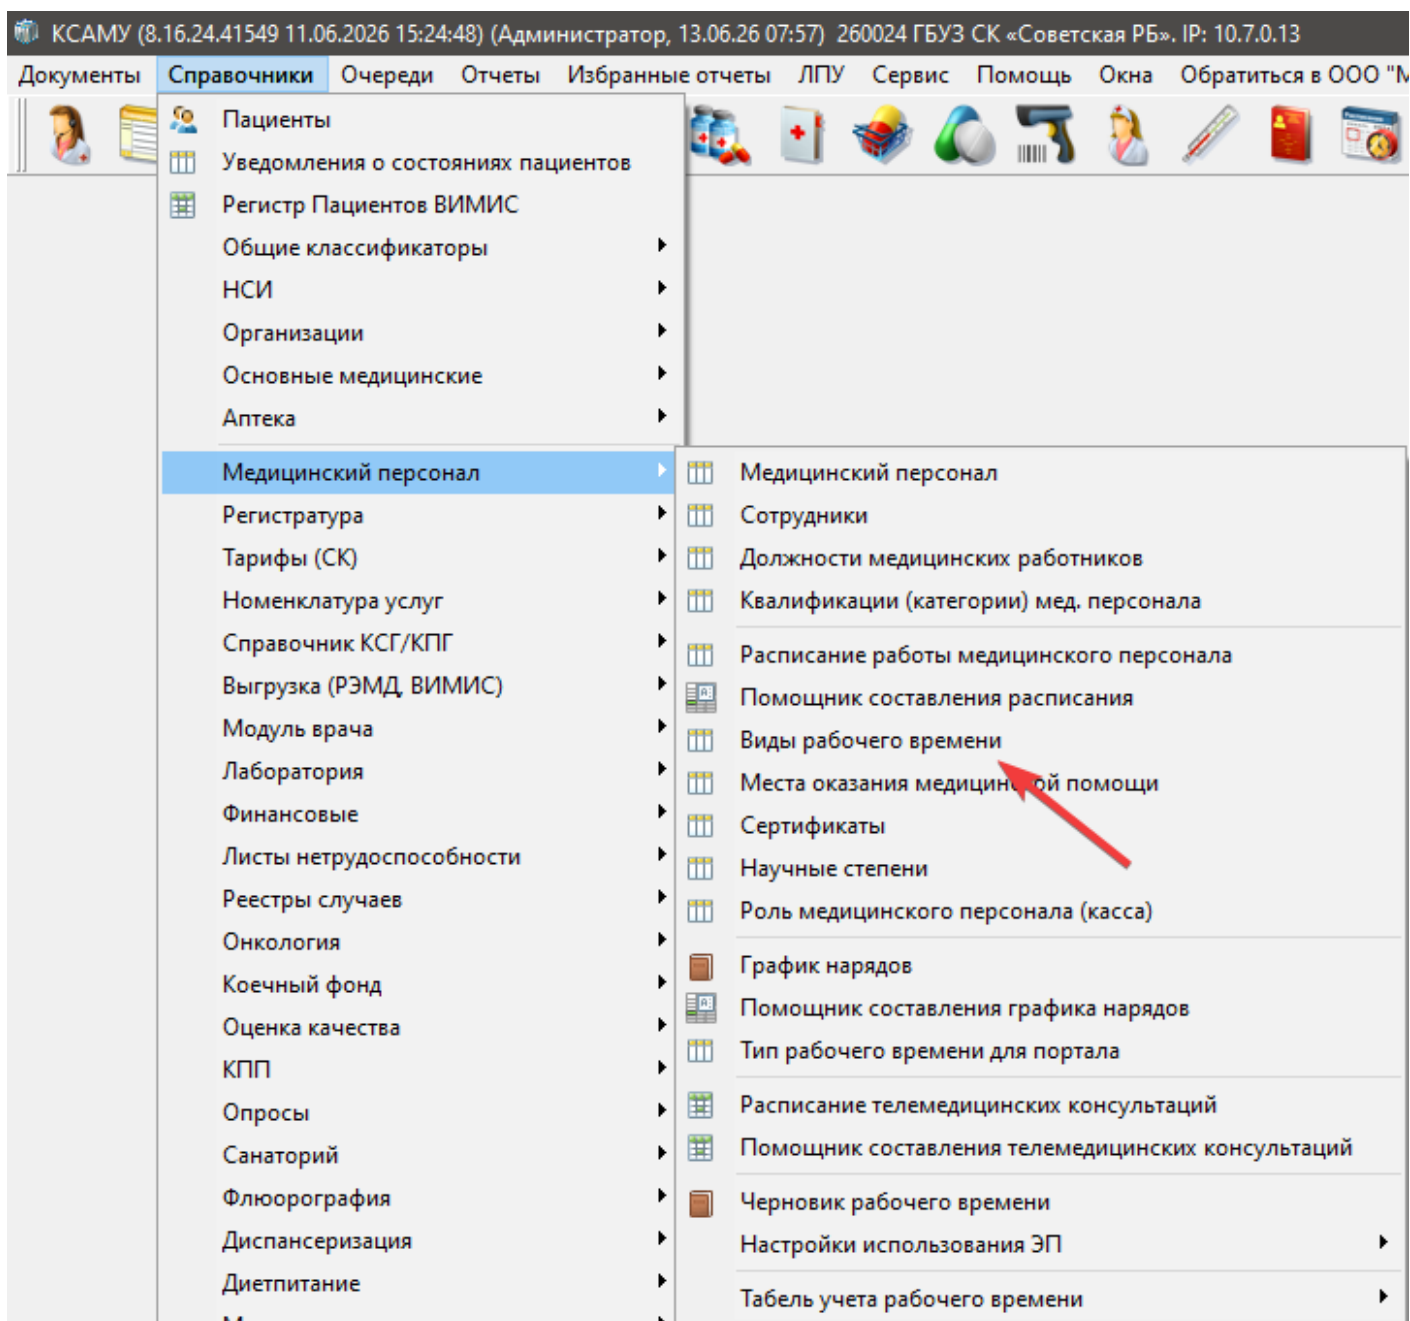 КСАМУ (8.16.24.41549 11.06.2026 15:24:48) (Администратор, 13.06.26 07:57) 260024 ГБУЗ СК «Советская РБ». IP: 10.7.0.13
Документы Справочники Очереди Отчеты Избранные отчеты ЛПУ Сервис Помощь Окна Обратиться в ООО "М
Пациенты
Уведомления о состояниях пациентов
Регистр Пациентов ВИМИС
Общие классификаторы
НСИ
Организации
Основные медицинские
Аптека
Медицинский персонал
Регистратура
Тарифы (СК)
Номенклатура услуг
Справочник КСГ/КПГ
Выгрузка (РЭМД, ВИМИС)
Модуль врача
Лаборатория
Финансовые
Листы нетрудоспособности
Реестры случаев
Онкология
Коечный фонд
Оценка качества
КПП
Опросы
Санаторий
Флюорография
Диспансеризация
Диетпитание
Медицинский персонал
Сотрудники
Должности медицинских работников
Квалификации (категории) мед. персонала
Расписание работы медицинского персонала
Помощник составления расписания
Виды рабочего времени
Места оказания медицинской помощи
Сертификаты
Научные степени
Роль медицинского персонала (касса)
График нарядов
Помощник составления графика нарядов
Тип рабочего времени для портала
Расписание телемедицинских консультаций
Помощник составления телемедицинских консультаций
Черновик рабочего времени
Настройки использования ЭП
Табель учета рабочего времени